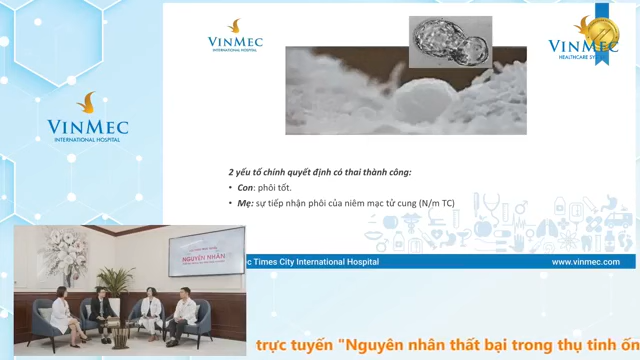 VINMEC
INTERNATIONAL HOSPITAL
VINMEC
HEALTHCARE SY
VINMEC
INTERNATIONAL HOSPITAL
2 yếu tố chính quyết định có thai thành công:
• Con: phôi tốt.
• Mẹ: sự tiếp nhận phôi của niêm mạc tử cung (N/m TC)
NGUYÊN NHÂN
c Times City International Hospital
www.vinmec.com
trực tuyến "Nguyên nhân thất bại trong thụ tinh ốn